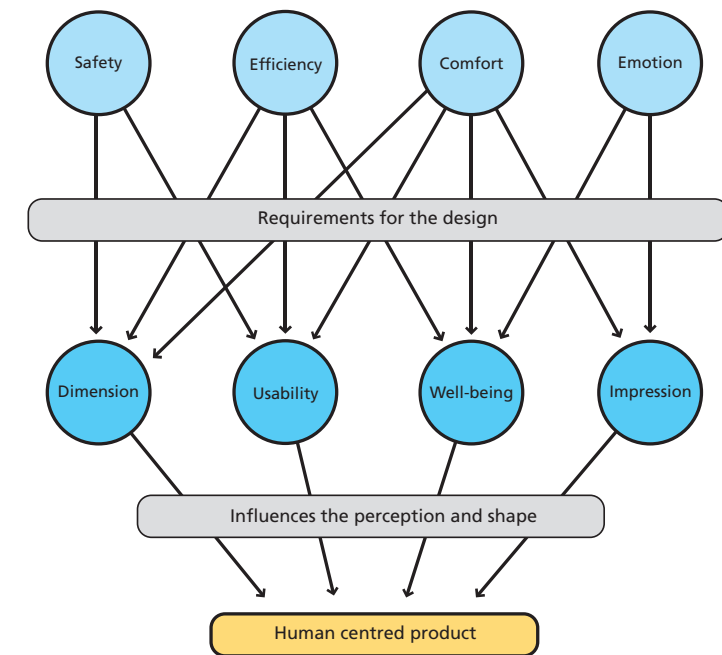 Safety
Efficiency
Comfort
Emotion
Requirements for the design
Dimension
Usability
Well-being
Impression
Influences the perception and shape
Human centred product